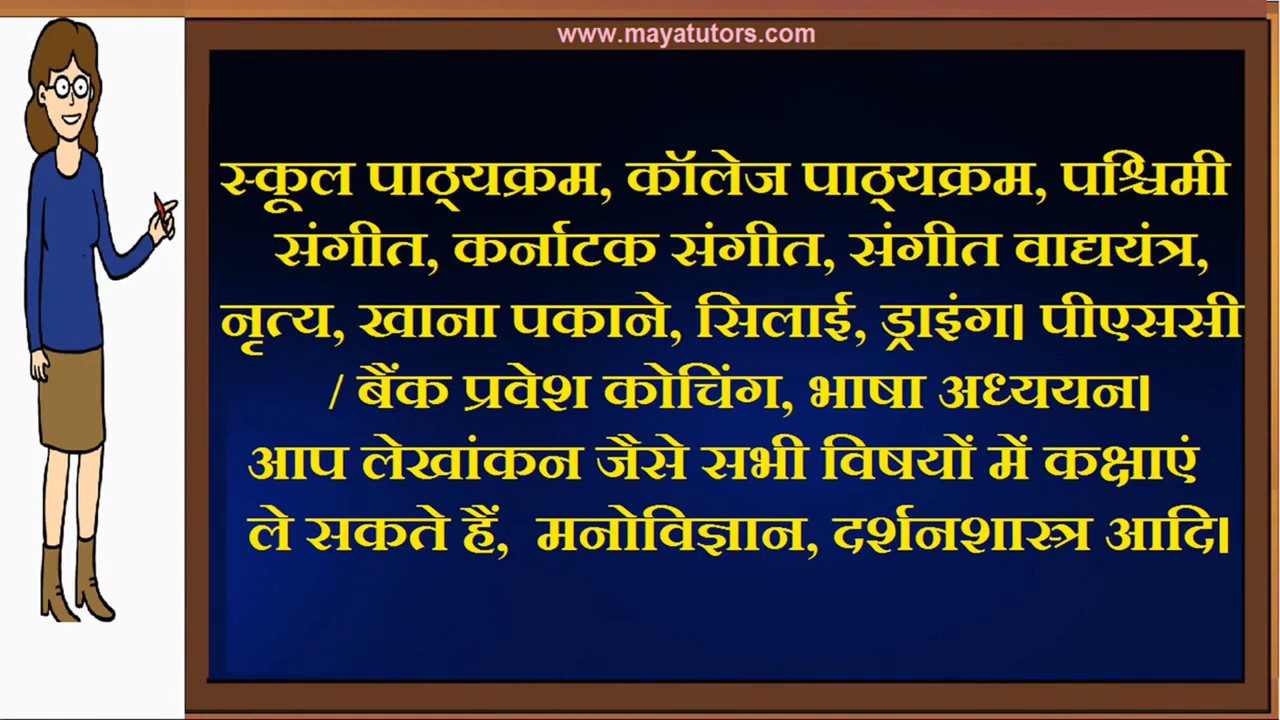 www.mayatutors.com
स्कूल पाठ्यक्रम, कॉलेज पाठ्यक्रम, पश्चिमी
संगीत, कर्नाटक संगीत, संगीत वाद्ययंत्र,
नृत्य, खाना पकाने, सिलाई, ड्राइंग। पीएससी
/ बैंक प्रवेश कोचिंग, भाषा अध्ययन।
आप लेखांकन जैसे सभी विषयों में कक्षाएं
ले सकते हैं, मनोविज्ञान, दर्शनशास्त्र आदि।